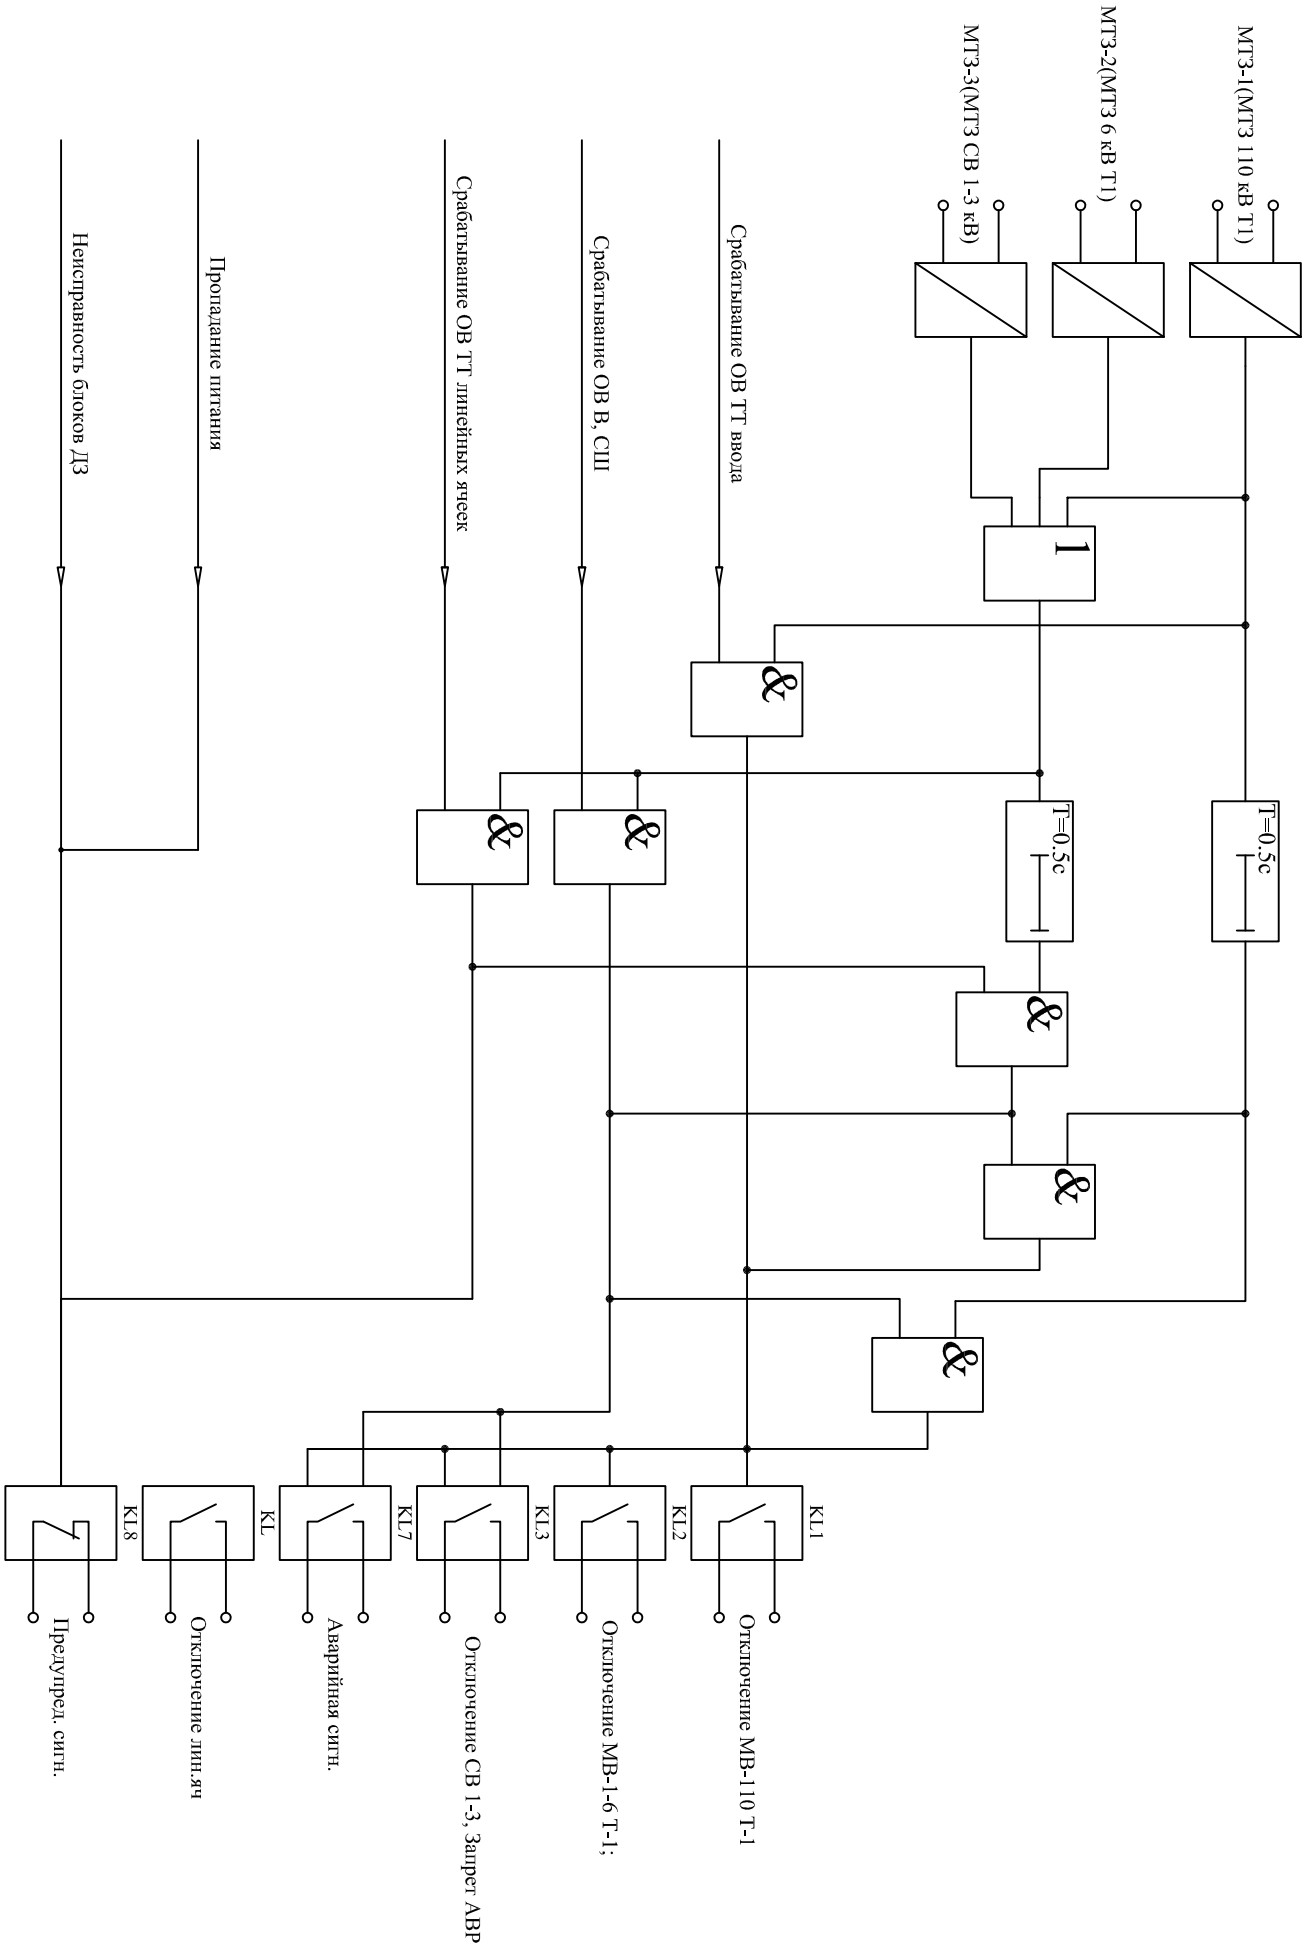 МТЗ-1(МТЗ 110 кВ Т1)
МТЗ-2(МТЗ 6 кВ Т1)
МТЗ-3(МТЗ СВ 1-3 кВ)
Срабатывание ОВ ТТ ввода
Срабатывание ОВ В, СШ
Срабатывание ОВ ТТ линейных ячеек
Пропадание питания
Неисправность блоков ДЗ
1
&
&
&
T=0.5c
T=0.5c
&
&
&
KL1
Отключение МВ-110 Т-1
KL2
Отключение МВ-1-6 Т-1;
KL3
Отключение СВ 1-3, Запрет АВР
KL7
Аварийная сигн.
KL
Отключение лин.яч
KL8
Предупред. сигн.